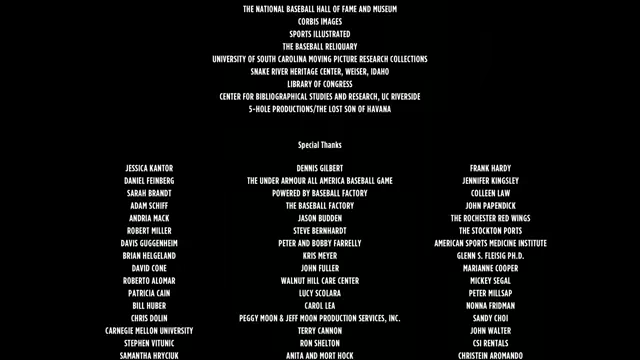 THE NATIONAL BASEBALL HALL OF FAME AND MUSEUM
CORBIS IMAGES
SPORTS ILLUSTRATED
THE BASEBALL RELIQUARY
UNIVERSITY OF SOUTH CAROLINA MOVING PICTURE RESEARCH COLLECTIONS
SNAKE RIVER HERITAGE CENTER, WEISER, IDAHO
LIBRARY OF CONGRESS
CENTER FOR BIBLIOGRAPHICAL STUDIES AND RESEARCH, UC RIVERSIDE
5-HOLE PRODUCTIONS/THE LOST SON OF HAVANA
Special Thanks
JESSICA KANTOR
DANIEL FEINBERG
SARAH BRANDT
ADAM SCHIFF
ANDRIA MACK
ROBERT MILLER
DAVIS GUGGENHEIM
BRIAN HELGELAND
DAVID CONE
ROBERTO ALOMAR
PATRICIA CAIN
BILL HUBER
CHRIS DOLIN
CARNEGIE MELLON UNIVERSITY
STEPHEN VITUNIC
SAMANTHA HRYCIUK
DENNIS GILBERT
THE UNDER ARMOUR ALL AMERICA BASEBALL GAME
POWERED BY BASEBALL FACTORY
THE BASEBALL FACTORY
JASON BUDDEN
STEVE BERNHARDT
PETER AND BOBBY FARRELLY
KRIS MEYER
JOHN FULLER
WALNUT HILL CARE CENTER
LUCY SCOLARA
CAROL LEA
PEGGY MOON & JEFF MOON PRODUCTION SERVICES, INC.
TERRY CANNON
RON SHELTON
ANITA AND MORT HOCK
FRANK HARDY
JENNIFER KINGSLEY
COLLEEN LAW
JOHN PAPENDICK
THE ROCHESTER RED WINGS
THE STOCKTON PORTS
AMERICAN SPORTS MEDICINE INSTITUTE
GLENN S. FLEISIG PH.D.
MARIANNE COOPER
MICKEY SEGAL
PETER MILLSAP
NONNA FRIDMAN
SANDY CHOI
JOHN WALTER
CSI RENTALS
CHRISTEIN AROMANDO